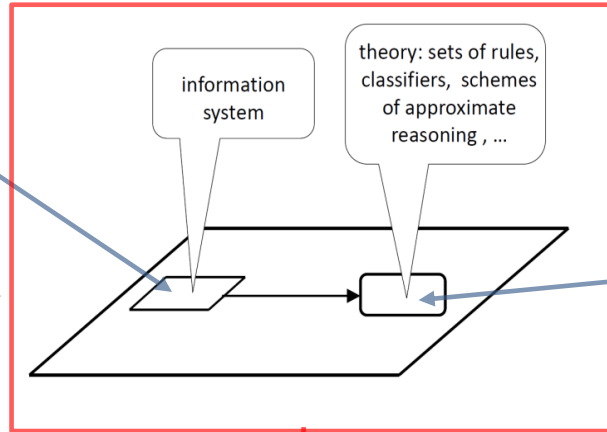 information
system
theory: sets of rules,
classifiers, schemes
of approximate
reasoning , ...